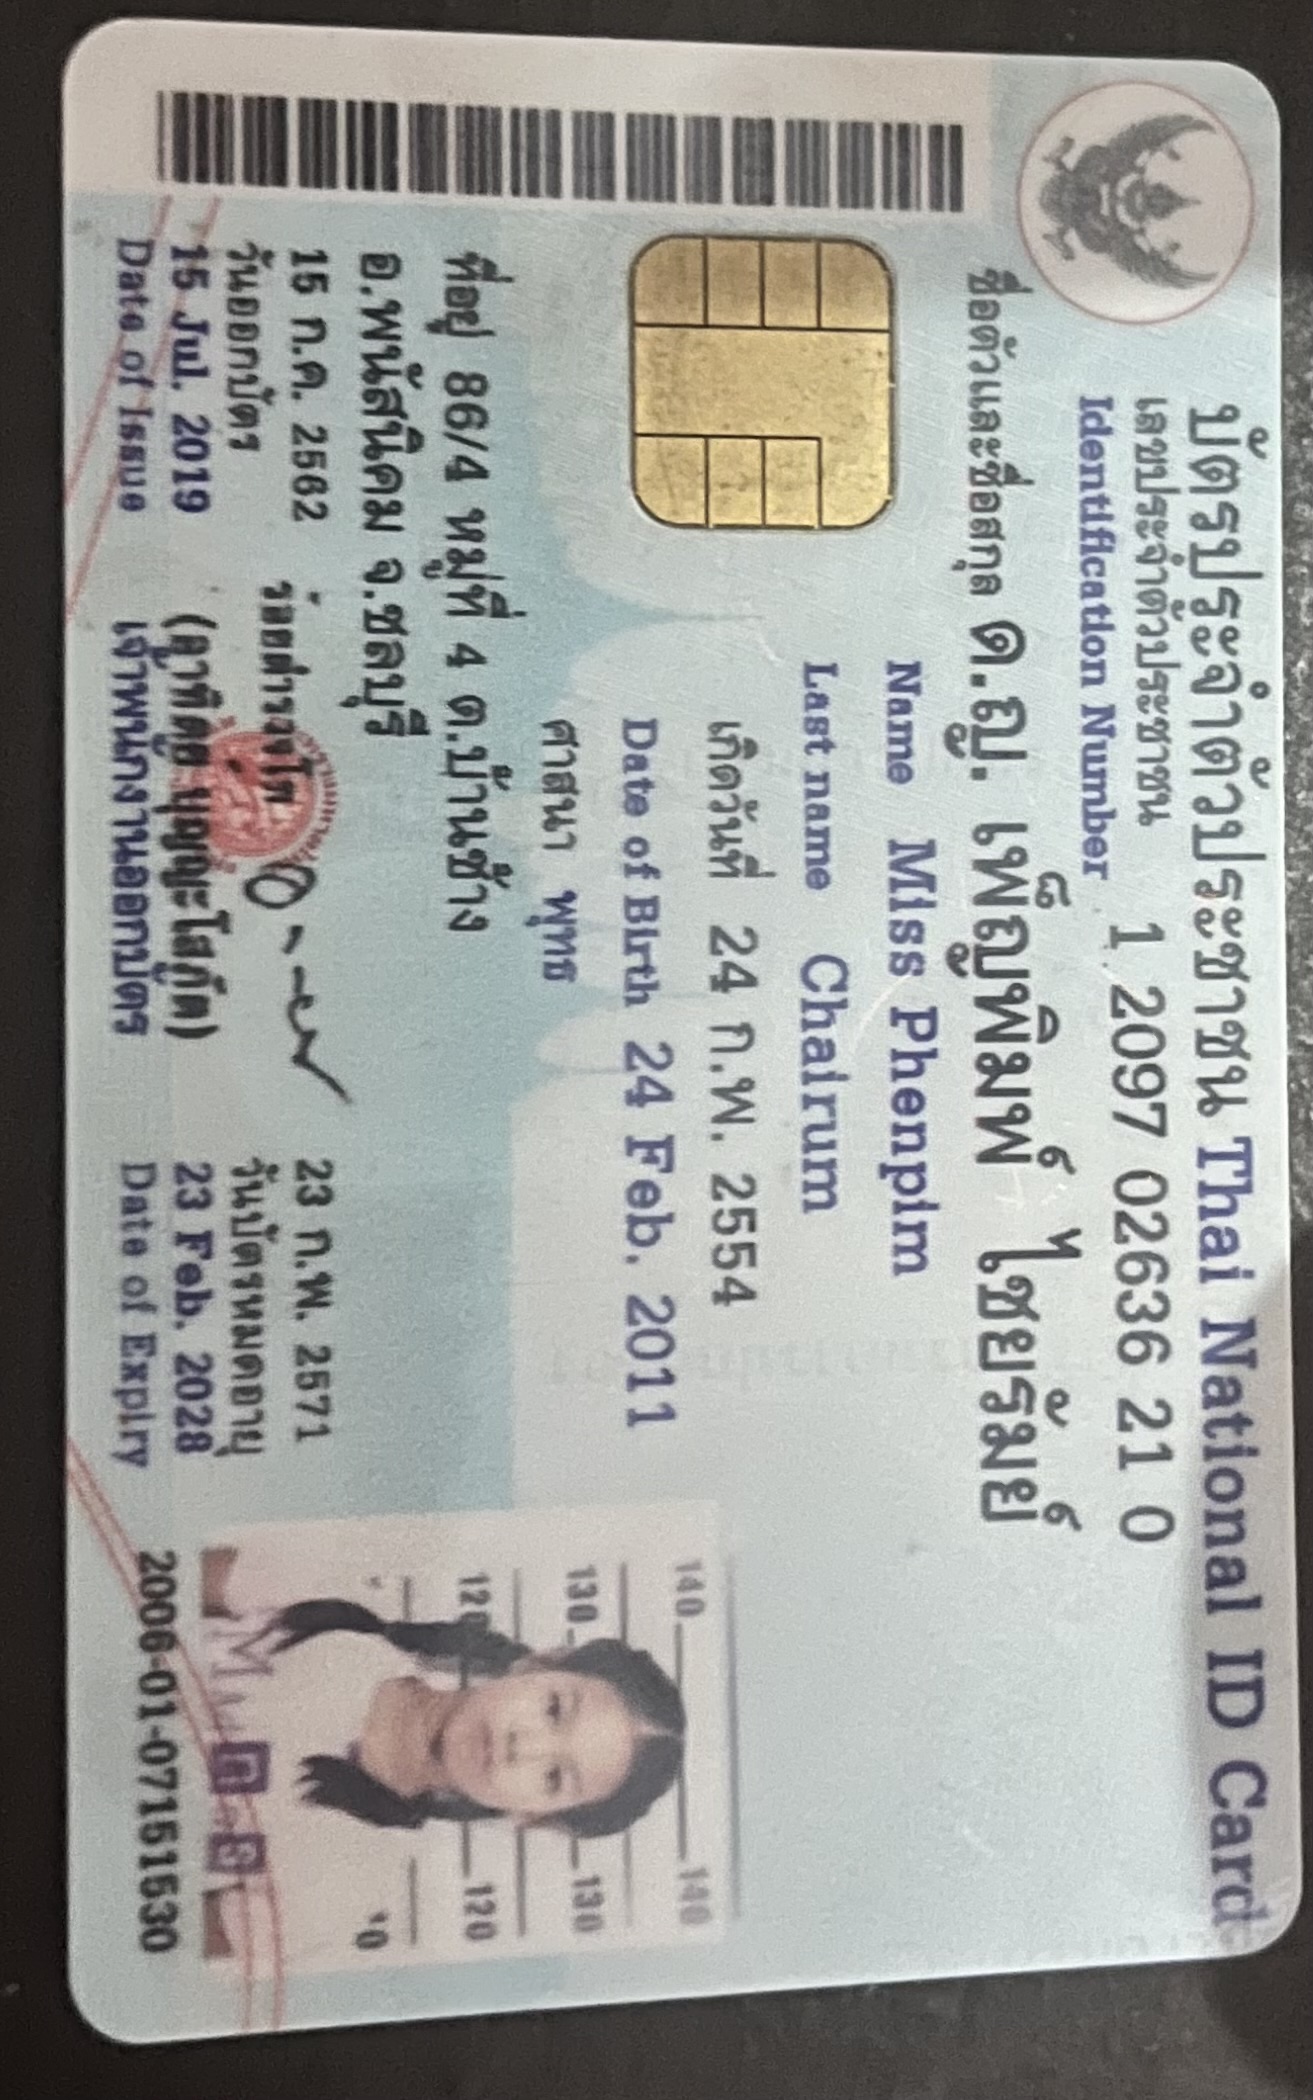 บัตรประจำตัวประชาชน Thai National ID Card
เลขประจำตัวประชาชน 1 2097 02636 21 0
Identification Number
ชื่อตัวและชื่อสกุล ด.ญ. เพ็ญพิมพ์ ไชยรัมย์
Name Miss Phenpim
Last name Chairum
เกิดวันที่ 24 ก.พ. 2554
Date of Birth 24 Feb. 2011
ศาสนา พุทธ
ที่อยู่ 86/4 หมู่ที่ 4 ต.บ้านช้าง
อ.พนัสนิคม จ.ชลบุรี
15 ก.ค. 2562
วันออกบัตร
15 Jul. 2019
Date of Issue
ร้อยตำรวจโท
เจ้าพนักงานออกบัตร
23 ก.พ. 2571
วันบัตรหมดอายุ
23 Feb. 2028
Date of Expiry
140 140
130 130
120 120
2006-01-07151530